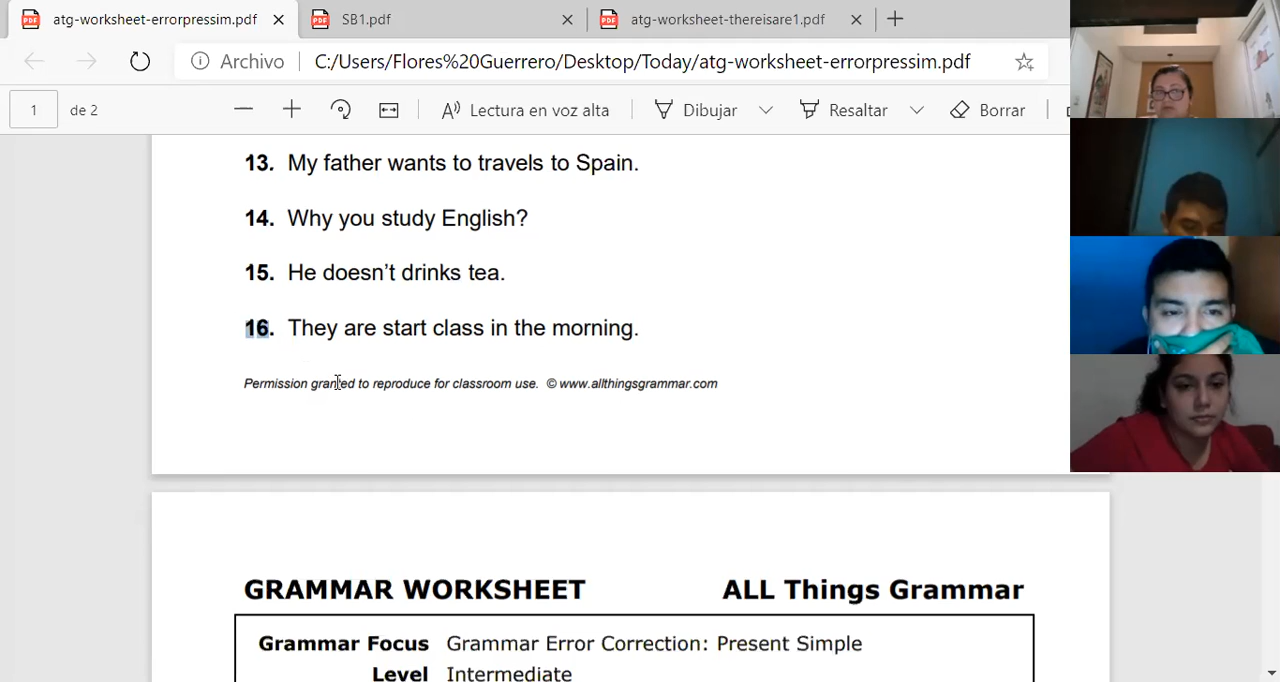 atg-worksheet-errorpressim.pdf SB1.pdf atg-worksheet-thereisare1.pdf
Archivo C:/Users/Flores%20Guerrero/Desktop/Today/atg-worksheet-errorpressim.pdf
1 de 2 Lectura en voz alta Dibujar Resaltar Borrar
13. My father wants to travels to Spain.
14. Why you study English?
15. He doesn't drinks tea.
16. They are start class in the morning.
Permission granted to reproduce for classroom use. © www.allthingsgrammar.com
GRAMMAR WORKSHEET ALL Things Grammar
Grammar Focus Grammar Error Correction: Present Simple
Level Intermediate